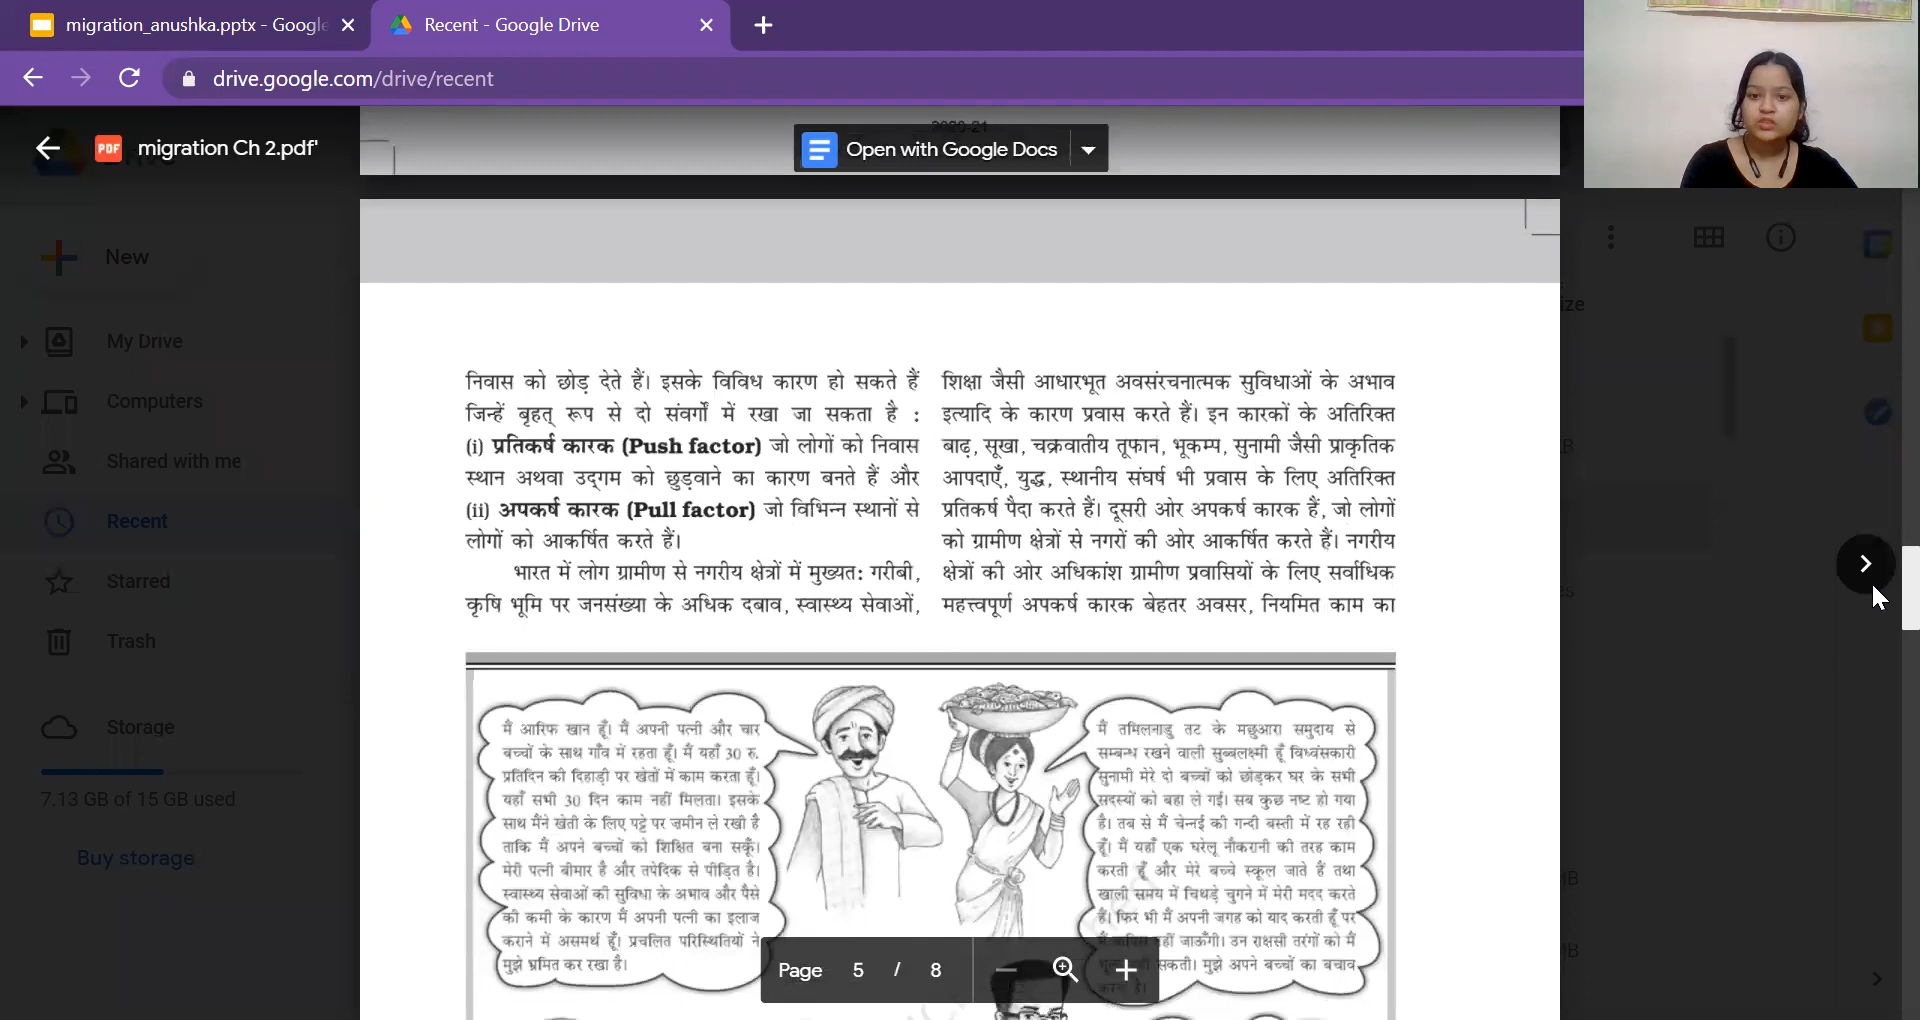 migration_anushka.pptx - Google
Recent - Google Drive
drive.google.com/drive/recent
2020-21
migration Ch 2.pdf'
Open with Google Docs
New
My Drive
Computers
Shared with me
Recent
Starred
Trash
Storage
7.13 GB of 15 GB used
Buy storage
निवास को छोड़ देते हैं। इसके विविध कारण हो सकते हैं
जिन्हें बृहत् रूप से दो संवर्गों में रखा जा सकता है :
(i) प्रतिकर्ष कारक (Push factor) जो लोगों को निवास
स्थान अथवा उद्‌गम को छुड़वाने का कारण बनते हैं और
(ii) अपकर्ष कारक (Pull factor) जो विभिन्न स्थानों से
लोगों को आकर्षित करते हैं।
भारत में लोग ग्रामीण से नगरीय क्षेत्रों में मुख्यत: गरीबी,
कृषि भूमि पर जनसंख्या के अधिक दबाव, स्वास्थ्य सेवाओं,
शिक्षा जैसी आधारभूत अवसंरचनात्मक सुविधाओं के अभाव
इत्यादि के कारण प्रवास करते हैं। इन कारकों के अतिरिक्त
बाढ़, सूखा, चक्रवातीय तूफान, भूकम्प, सुनामी जैसी प्राकृतिक
आपदाएँ, युद्ध, स्थानीय संघर्ष भी प्रवास के लिए अतिरिक्त
प्रतिकर्ष पैदा करते हैं। दूसरी ओर अपकर्ष कारक हैं, जो लोगों
को ग्रामीण क्षेत्रों से नगरों की ओर आकर्षित करते हैं। नगरीय
क्षेत्रों की ओर अधिकांश ग्रामीण प्रवासियों के लिए सर्वाधिक
महत्त्वपूर्ण अपकर्ष कारक बेहतर अवसर, नियमित काम का
मैं आरिफ खान हूँ। मैं अपनी पत्नी और चार
बच्चों के साथ गाँव में रहता हूँ। मैं यहाँ 30 रु.
प्रतिदिन की दिहाड़ी पर खेतों में काम करता हूँ।
यहाँ सभी 30 दिन काम नहीं मिलता। इसके
साथ मैंने खेती के लिए पट्टे पर जमीन ले रखी है
ताकि मैं अपने बच्चों को शिक्षित बना सकूँ।
मेरी पत्नी बीमार है और तपेदिक से पीड़ित है।
स्वास्थ्य सेवाओं की सुविधा के अभाव और पैसे
की कमी के कारण मैं अपनी पत्नी का इलाज
कराने में असमर्थ हूँ। प्रचलित परिस्थितियों ने
मुझे भ्रमित कर रखा है।
मैं तमिलनाडु तट के मछुआरा समुदाय से
सम्बन्ध रखने वाली सुब्बलक्ष्मी हूँ विध्वंसकारी
सुनामी मेरे दो बच्चों को छोड़कर घर के सभी
सदस्यों को बहा ले गई। सब कुछ नष्ट हो गया
है। तब से मैं चेन्नई की गन्दी बस्ती में रह रही
हूँ। मैं यहाँ एक घरेलू नौकरानी की तरह काम
करती हूँ और मेरे बच्चे स्कूल जाते हैं तथा
खाली समय में चिथड़े चुगने में मेरी मदद करते
हैं। फिर भी मैं अपनी जगह को याद करती हूँ पर
जाऊँगी। उन राक्षसी तरंगों को मैं
सकती। मुझे अपने बच्चों का बचाव
Page 5 / 8